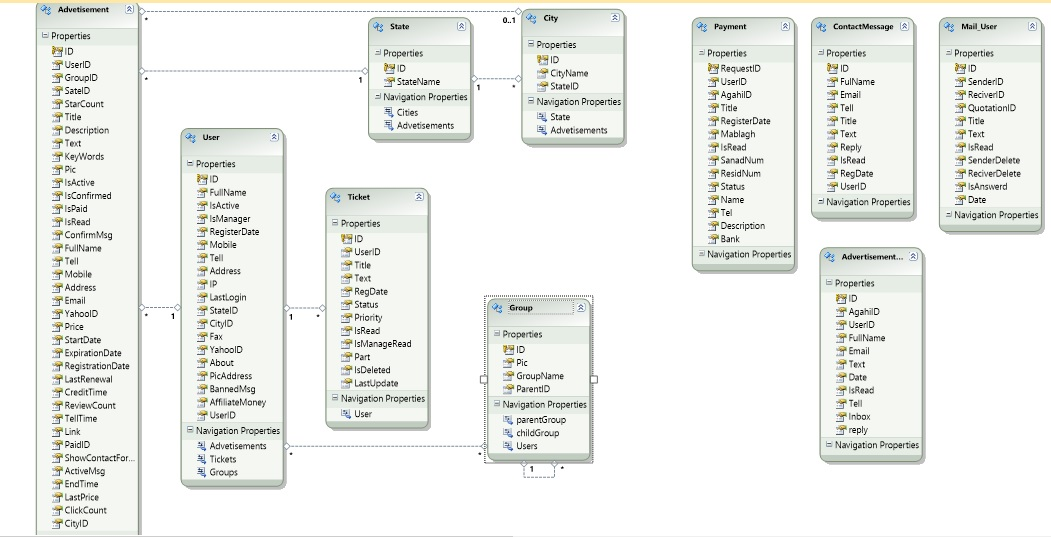 Advetisement
Properties
ID
UserID
GroupID
SateID
StarCount
Title
Description
Text
KeyWords
Pic
IsActive
IsConfirmed
IsPaid
IsRead
ConfirmMsg
FullName
Tell
Mobile
Address
Email
YahooID
Price
StartDate
ExpirationDate
RegistrationDate
LastRenewal
CreditTime
ReviewCount
TellTime
Link
PaidID
ShowContactFor...
ActiveMsg
EndTime
LastPrice
ClickCount
CityID
*
0..1
*
1
*
1
User
Properties
ID
FullName
IsActive
IsManager
RegisterDate
Mobile
Tell
Address
IP
LastLogin
StateID
CityID
Fax
YahooID
About
PicAddress
BannedMsg
AffiliateMoney
UserID
Navigation Properties
Advetisements
Tickets
Groups
1
*
*
*
State
Properties
ID
StateName
Navigation Properties
Cities
Advetisements
1
*
City
Properties
ID
CityName
StateID
Navigation Properties
State
Advetisements
Ticket
Properties
ID
UserID
Title
Text
RegDate
Status
Priority
IsRead
IsManageRead
Part
IsDeleted
LastUpdate
Navigation Properties
User
Group
Properties
ID
Pic
GroupName
ParentID
Navigation Properties
parentGroup
childGroup
Users
1
*
Payment
Properties
RequestID
UserID
AgahiID
Title
RegisterDate
Mablagh
IsRead
SanadNum
ResidNum
Status
Name
Tel
Description
Bank
Navigation Properties
ContactMessage
Properties
ID
FullName
Email
Tell
Title
Text
Reply
IsRead
RegDate
UserID
Navigation Properties
Mail_User
Properties
ID
SenderID
ReciverID
QuotationID
Title
Text
IsRead
SenderDelete
ReciverDelete
IsAnswerd
Date
Navigation Properties
Advertisement...
Properties
ID
AgahiID
UserID
FullName
Email
Text
Date
IsRead
Tell
Inbox
reply
Navigation Properties